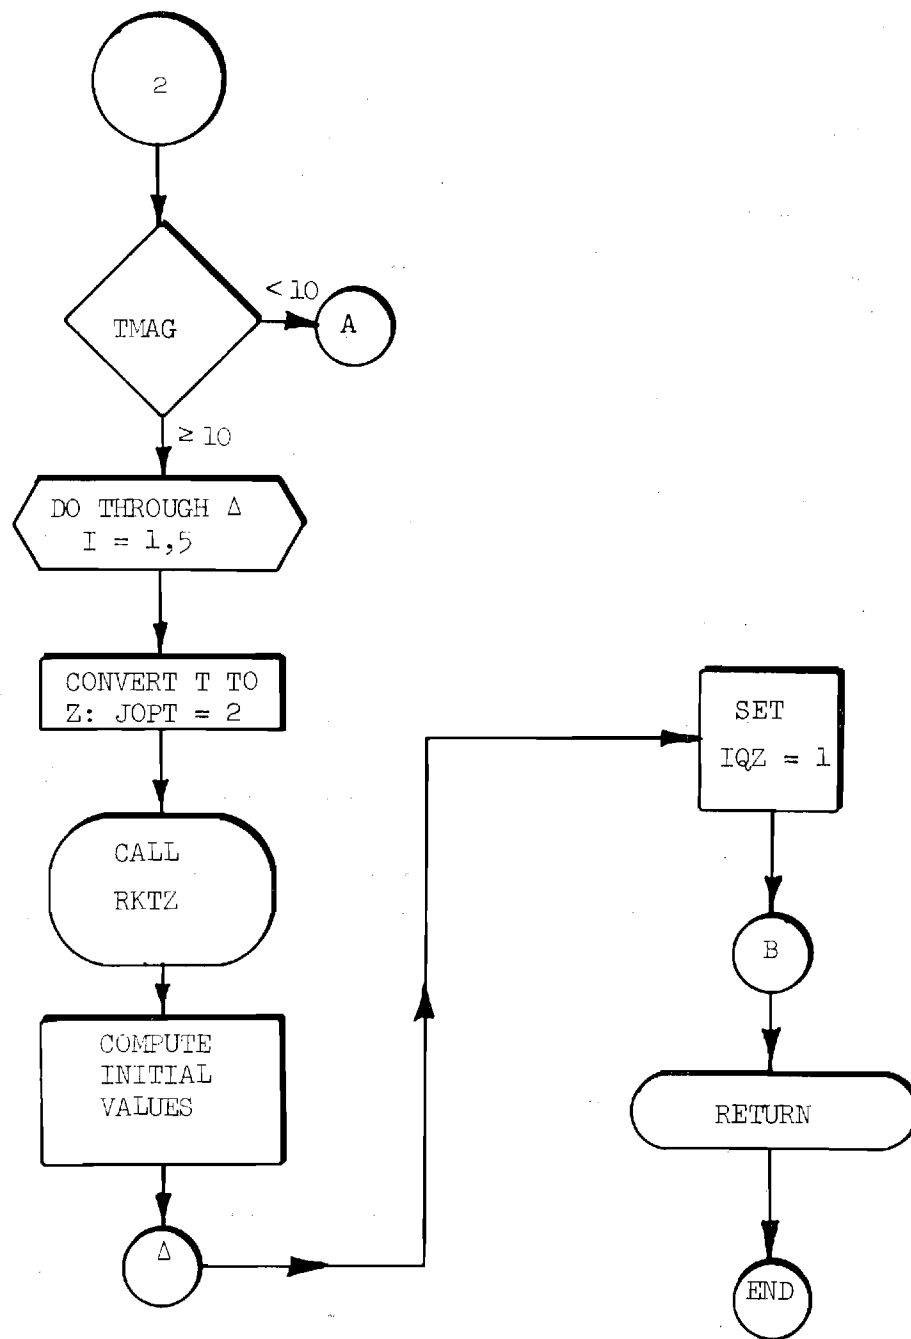 2
TMAG
< 10
A
≥ 10
DO THROUGH Δ
I = 1,5
CONVERT T TO
Z: JOPT = 2
CALL
RKTZ
COMPUTE
INITIAL
VALUES
Δ
SET
IQZ = 1
B
RETURN
END